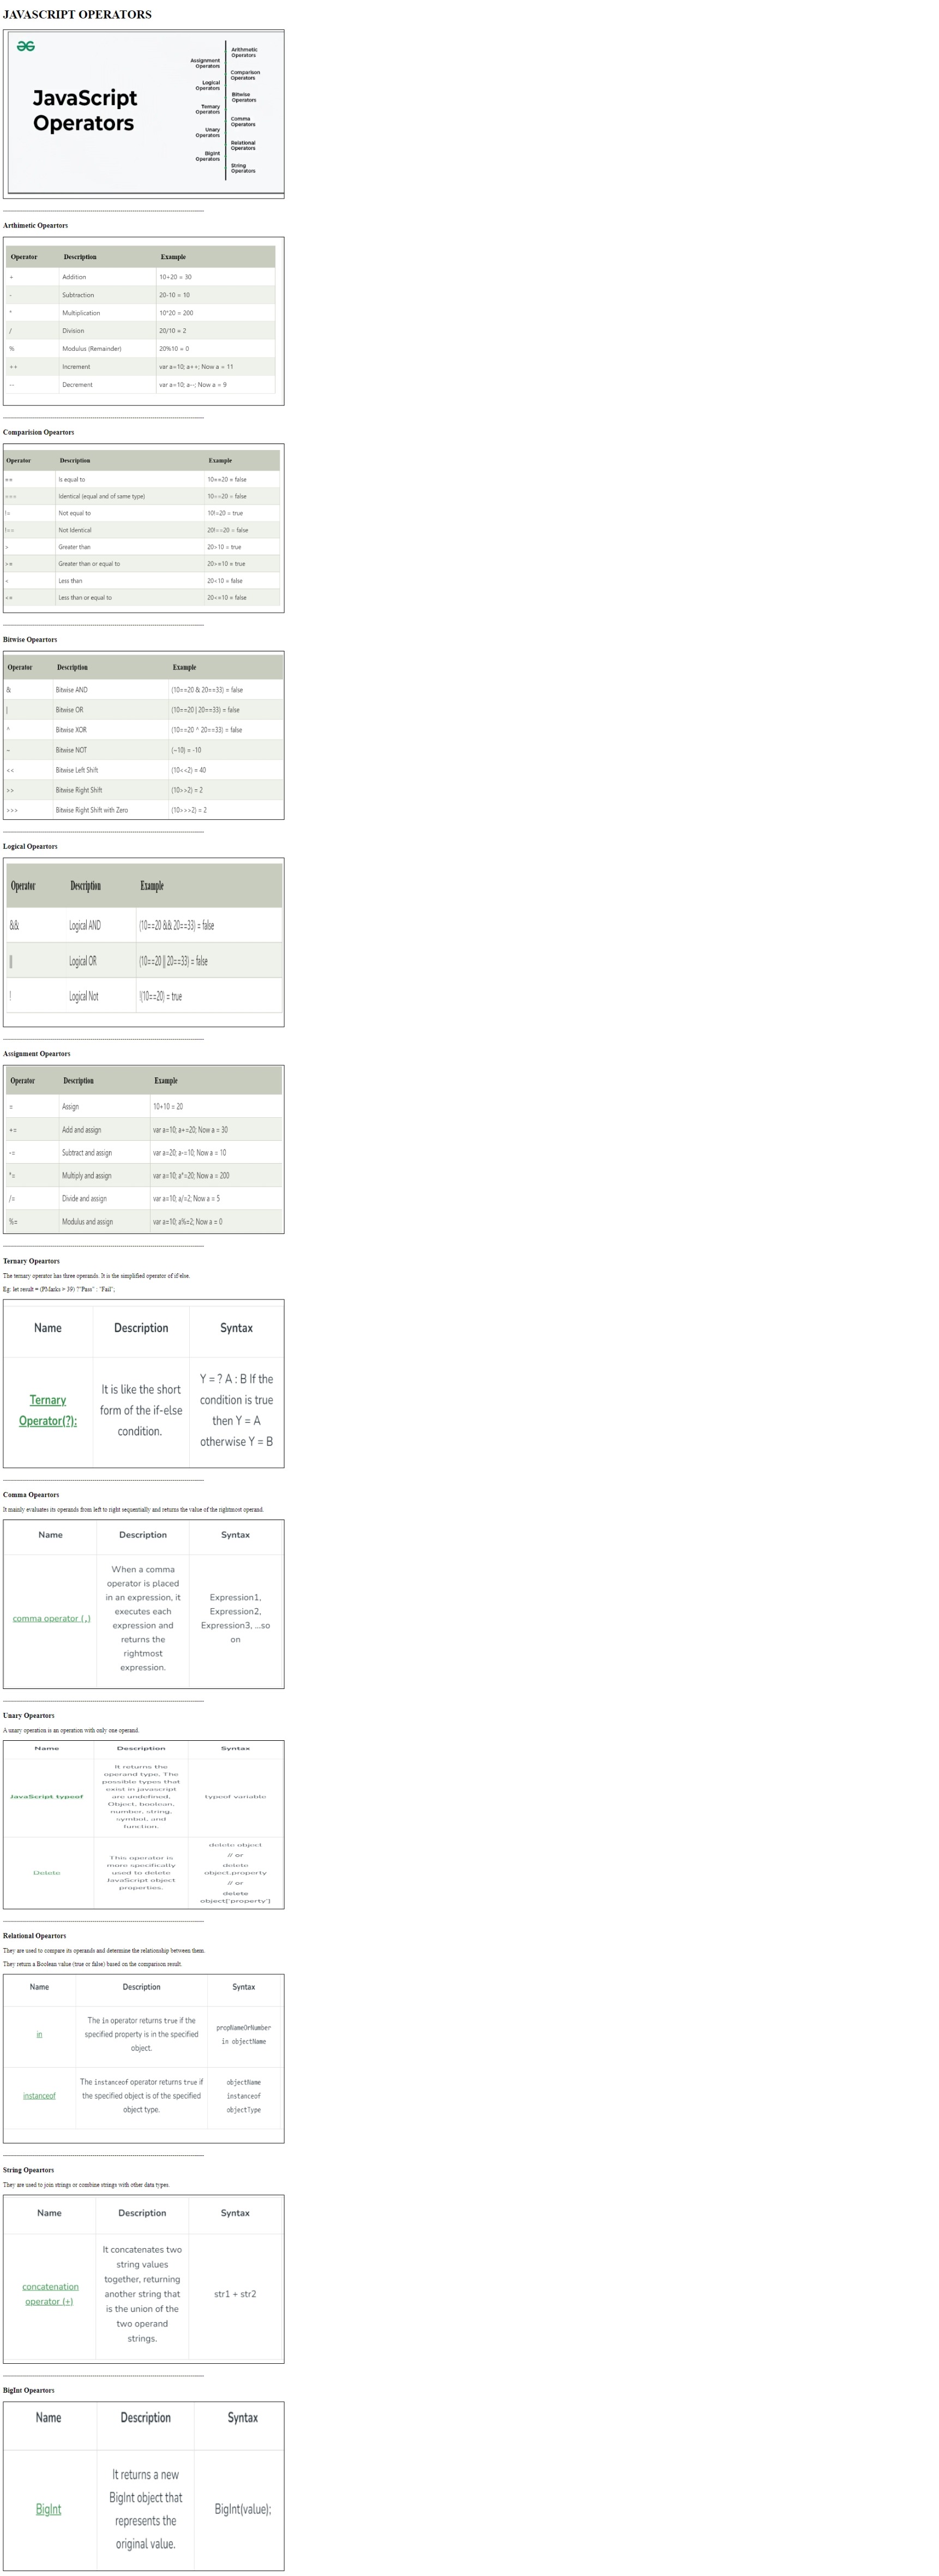 JAVASCRIPT OPERATORS
JavaScript
Operators
Assignment
Operators
Logical
Operators
Ternary
Operators
Unary
Operators
BigInt
Operators
Arithmetic
Operators
Comparison
Operators
Bitwise
Operators
Comma
Operators
Relational
Operators
String
Operators
Arthimetic Opeartors
Operator Description Example
+ Addition 10+20 = 30
- Subtraction 20-10 = 10
* Multiplication 10*20 = 200
/ Division 20/10 = 2
% Modulus (Remainder) 20%10 = 0
++ Increment var a=10; a++; Now a = 11
-- Decrement var a=10; a--; Now a = 9
Comparision Opeartors
Operator Description Example
== Is equal to 10==20 = false
=== Identical (equal and of same type) 10==20 = false
!= Not equal to 10!=20 = true
!== Not Identical 20!==20 = false
> Greater than 20>10 = true
>= Greater than or equal to 20>=10 = true
< Less than 20<10 = false
<= Less than or equal to 20<=10 = false
Bitwise Opeartors
Operator Description Example
& Bitwise AND (10==20 & 20==33) = false
| Bitwise OR (10==20 | 20==33) = false
^ Bitwise XOR (10==20 ^ 20==33) = false
~ Bitwise NOT (~10) = -10
<< Bitwise Left Shift (10<<2) = 40
>> Bitwise Right Shift (10>>2) = 2
>>> Bitwise Right Shift with Zero (10>>>2) = 2
Logical Opeartors
Operator Description Example
&& Logical AND (10==20 && 20==33) = false
|| Logical OR (10==20 || 20==33) = false
! Logical Not !(10==20) = true
Assignment Opeartors
Operator Description Example
= Assign 10+10 = 20
+= Add and assign var a=10; a+=20; Now a = 30
-= Subtract and assign var a=20; a-=10; Now a = 10
*= Multiply and assign var a=10; a*=20; Now a = 200
/= Divide and assign var a=10; a/=2; Now a = 5
%= Modulus and assign var a=10; a%=2; Now a = 0
Ternary Opeartors
The ternary operator has three operands. It is the simplified operator of if/else.
Eg: let result = (PMarks > 39) ?"Pass" : "Fail";
Name Description Syntax
Ternary
Operator(?):
It is like the short
form of the if-else
condition.
Y = ? A : B If the
condition is true
then Y = A
otherwise Y = B
Comma Opeartors
It mainly evaluates its operands from left to right sequentially and returns the value of the rightmost operand.
Name Description Syntax
comma operator (,)
When a comma
operator is placed
in an expression, it
executes each
expression and
returns the
rightmost
expression.
Expression1,
Expression2,
Expression3, ...so
on
Unary Opeartors
A unary operation is an operation with only one operand.
Name Description Syntax
JavaScript typeof
It returns the
operand type, The
possible types that
exist in javascript
are undefined,
Object, boolean,
number, string,
symbol, and
function.
typeof variable
Delete
This operator is
more specifically
used to delete
JavaScript object
properties.
delete object
// or
delete
object.property
// or
delete
object['property']
Relational Opeartors
They are used to compare its operands and determine the relationship between them.
They return a Boolean value (true or false) based on the comparison result.
Name Description Syntax
in
The in operator returns true if the
specified property is in the specified
object.
propNameOrNumber
in objectName
instanceof
The instanceof operator returns true if
the specified object is of the specified
object type.
objectName
instanceof
objectType
String Opeartors
They are used to join strings or combine strings with other data types.
Name Description Syntax
concatenation
operator (+)
It concatenates two
string values
together, returning
another string that
is the union of the
two operand
strings.
str1 + str2
BigInt Opeartors
Name Description Syntax
BigInt
It returns a new
BigInt object that
represents the
original value.
BigInt(value);